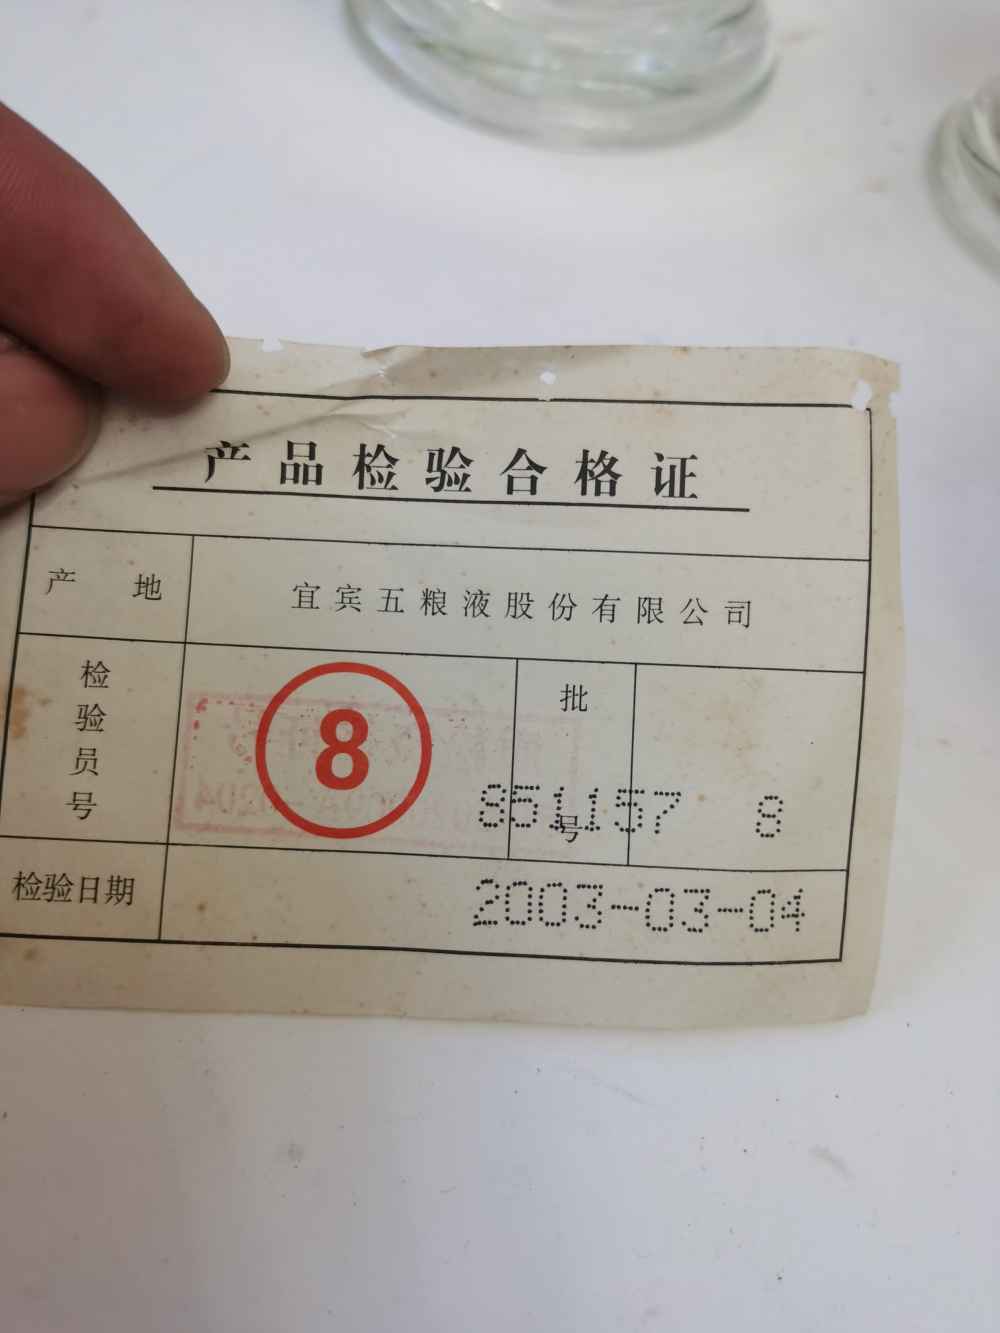 产品检验合格证
产 地 宜宾五粮液股份有限公司
检验员号 8 批号 851157 8
检验日期 2003-03-04